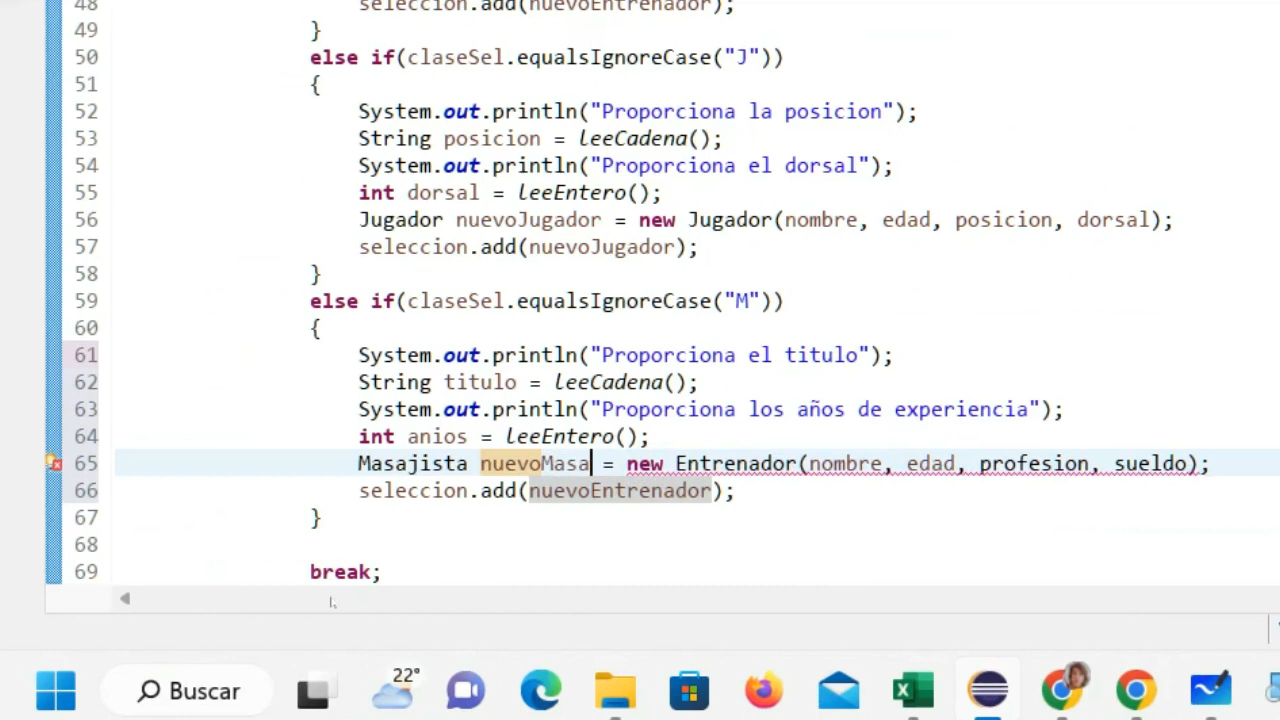 48 seleccion.add(nuevoEntrenador);
49 }
50 else if(claseSel.equalsIgnoreCase("J"))
51 {
52 System.out.println("Proporciona la posicion");
53 String posicion = leeCadena();
54 System.out.println("Proporciona el dorsal");
55 int dorsal = leeEntero();
56 Jugador nuevoJugador = new Jugador(nombre, edad, posicion, dorsal);
57 seleccion.add(nuevoJugador);
58 }
59 else if(claseSel.equalsIgnoreCase("M"))
60 {
61 System.out.println("Proporciona el titulo");
62 String titulo = leeCadena();
63 System.out.println("Proporciona los años de experiencia");
64 int anios = leeEntero();
65 Masajista nuevoMasa = new Entrenador(nombre, edad, profesion, sueldo);
66 seleccion.add(nuevoEntrenador);
67 }
68
69 break;
Buscar
22°